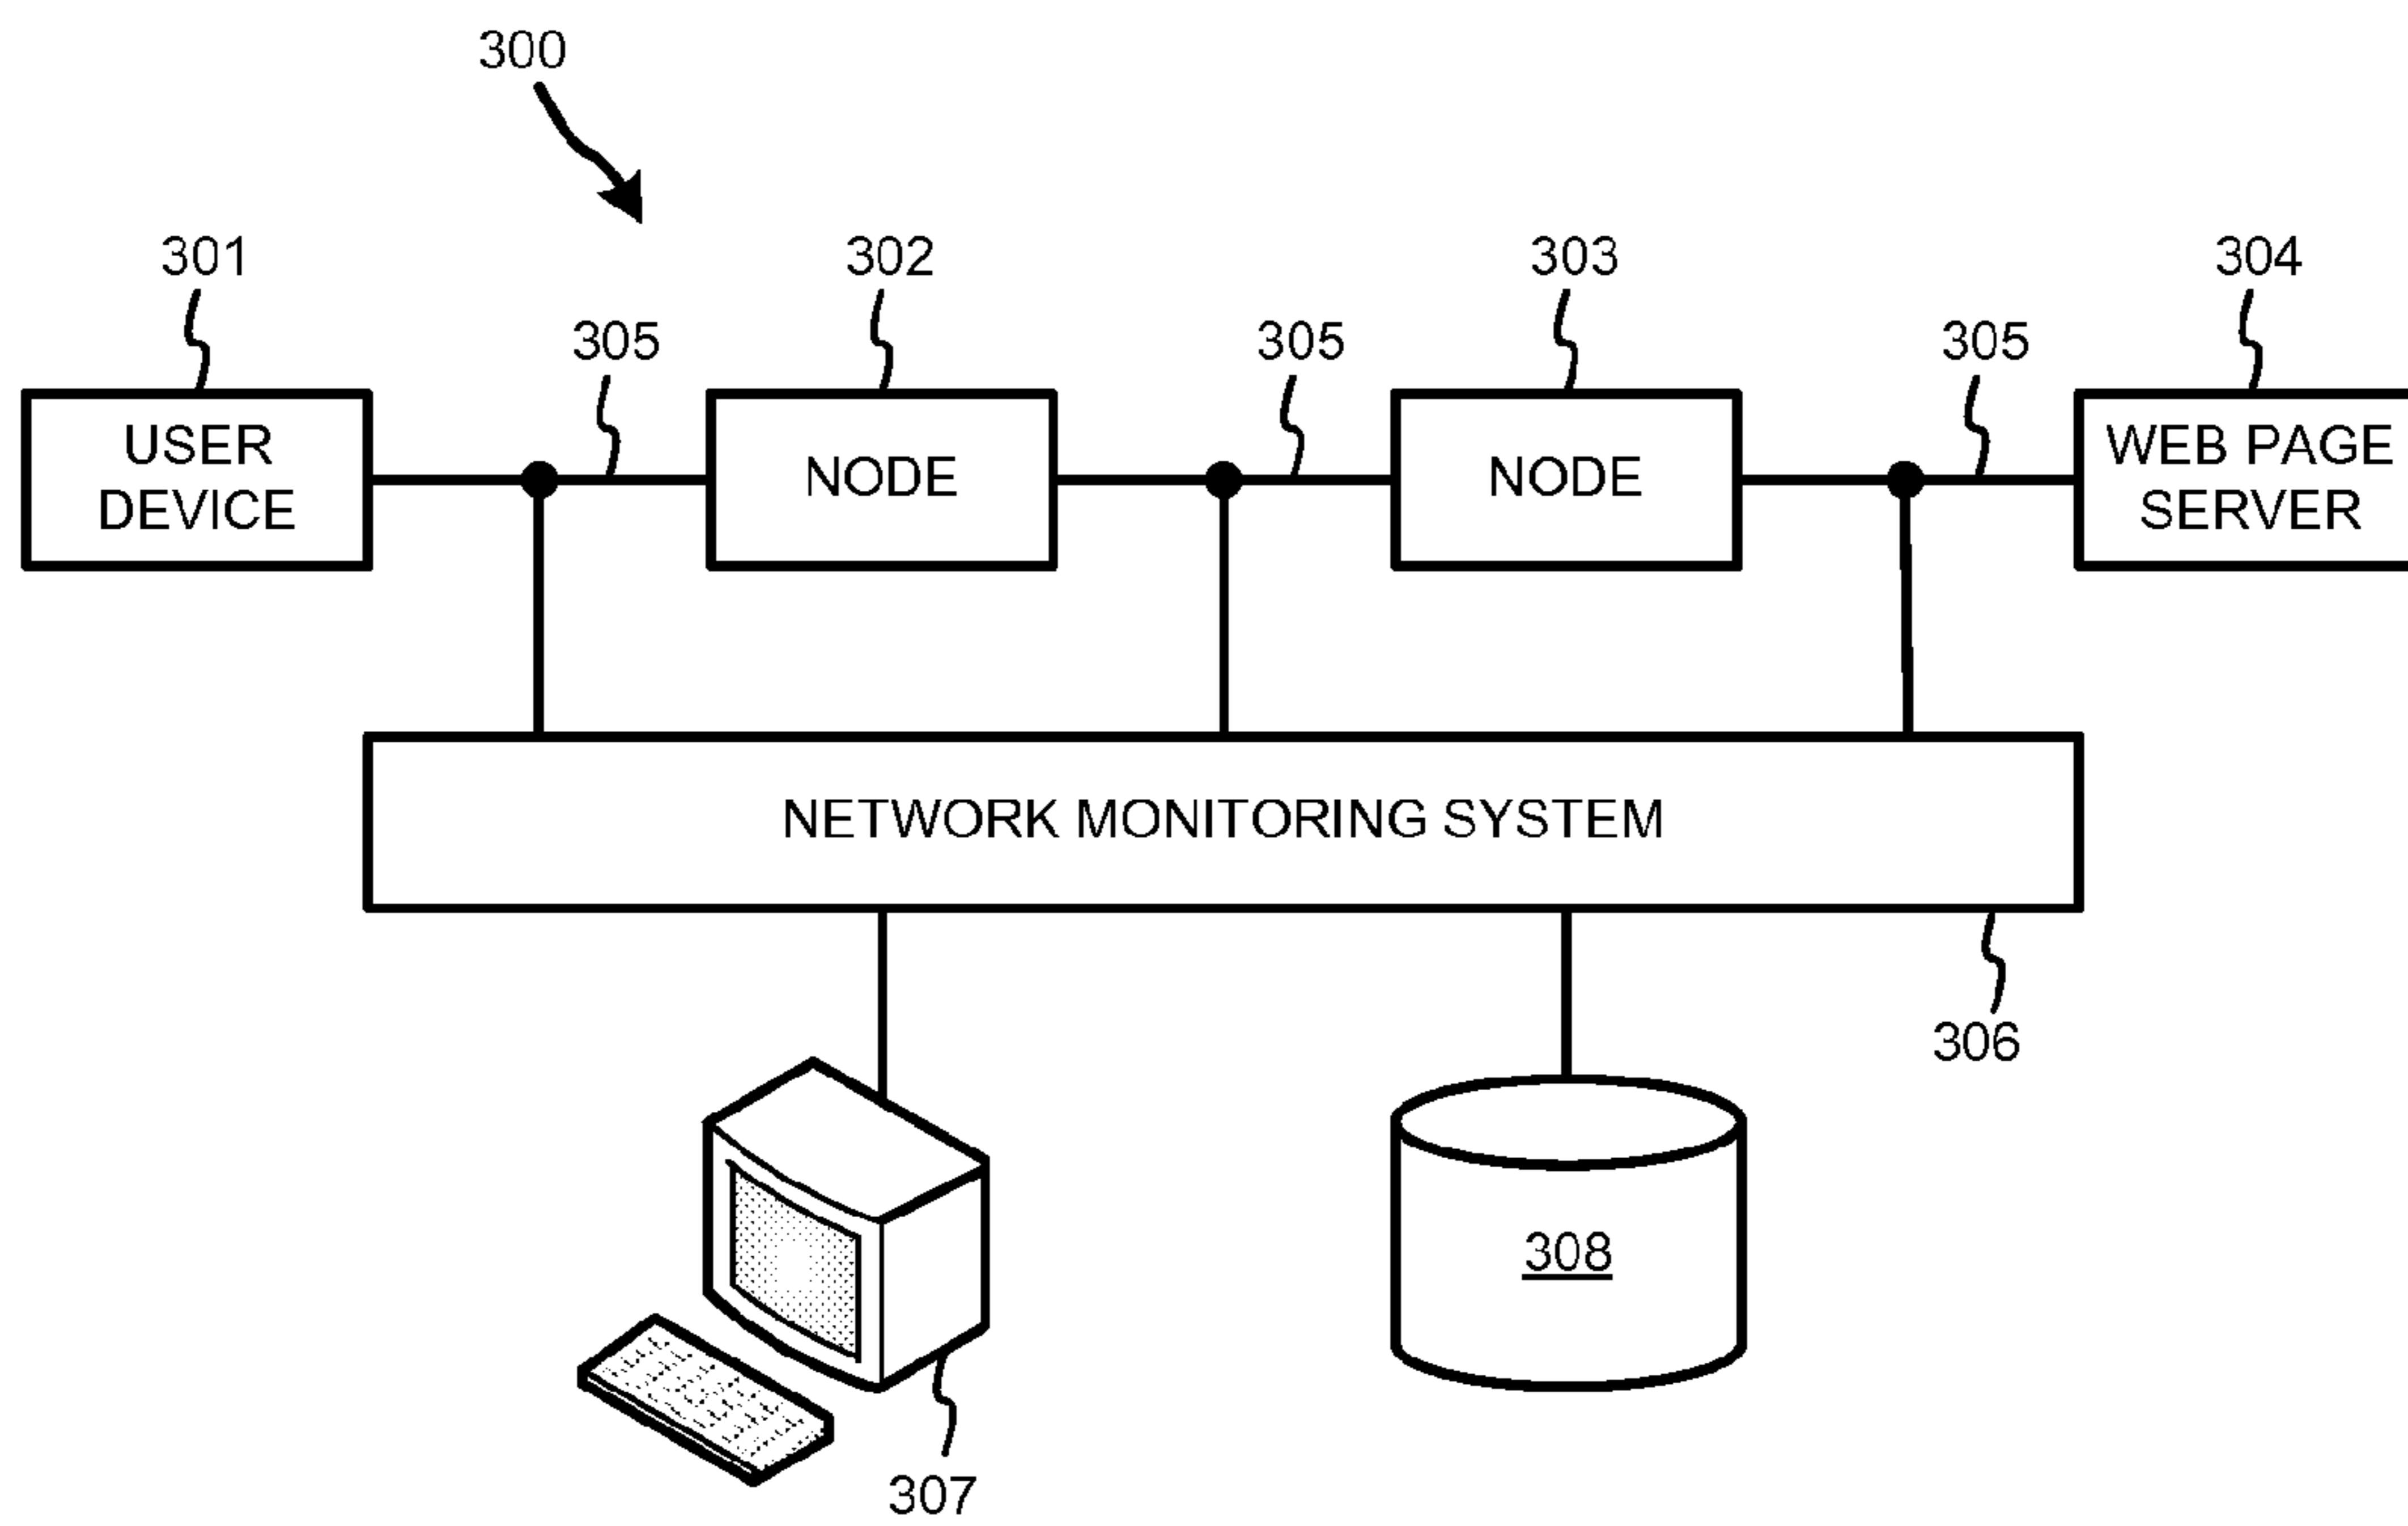 300
301
302
303
304
305
305
305
USER
DEVICE
NODE
NODE
WEB PAGE
SERVER
NETWORK MONITORING SYSTEM
306
308
307